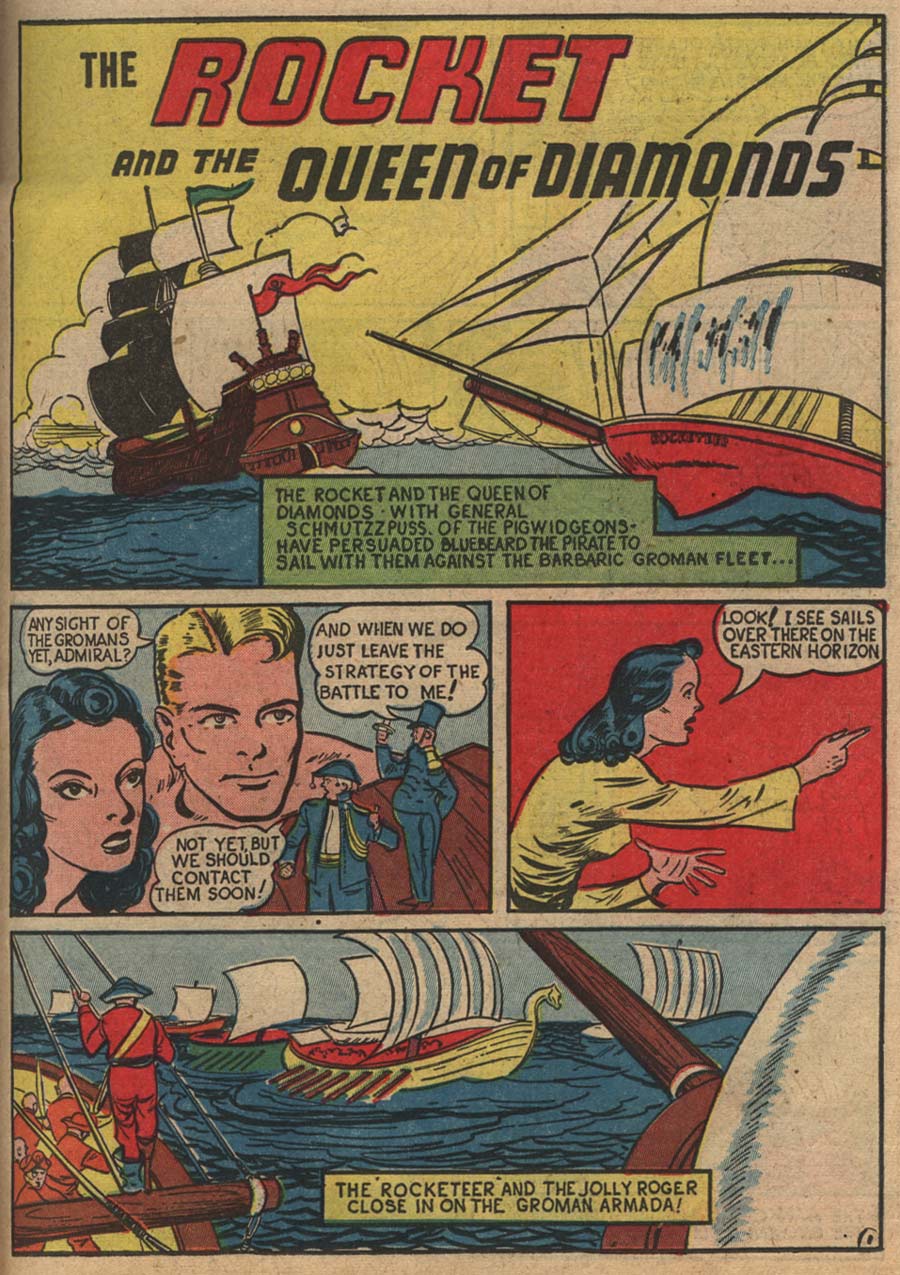 THE ROCKET
AND THE QUEEN OF DIAMONDS
ROCKETEER
THE ROCKET AND THE QUEEN OF
DIAMONDS - WITH GENERAL
SCHMUTZZPUSS, OF THE PIGWIDGEONS-
HAVE PERSUADED BLUEBEARD THE PIRATE TO
SAIL WITH THEM AGAINST THE BARBARIC GROMAN FLEET...
ANY SIGHT OF
THE GROMANS
YET, ADMIRAL?
AND WHEN WE DO
JUST LEAVE THE
STRATEGY OF THE
BATTLE TO ME!
NOT YET, BUT
WE SHOULD
CONTACT
THEM SOON!
LOOK! I SEE SAILS
OVER THERE ON THE
EASTERN HORIZON
THE "ROCKETEER" AND THE JOLLY ROGER
CLOSE IN ON THE GROMAN ARMADA!
1